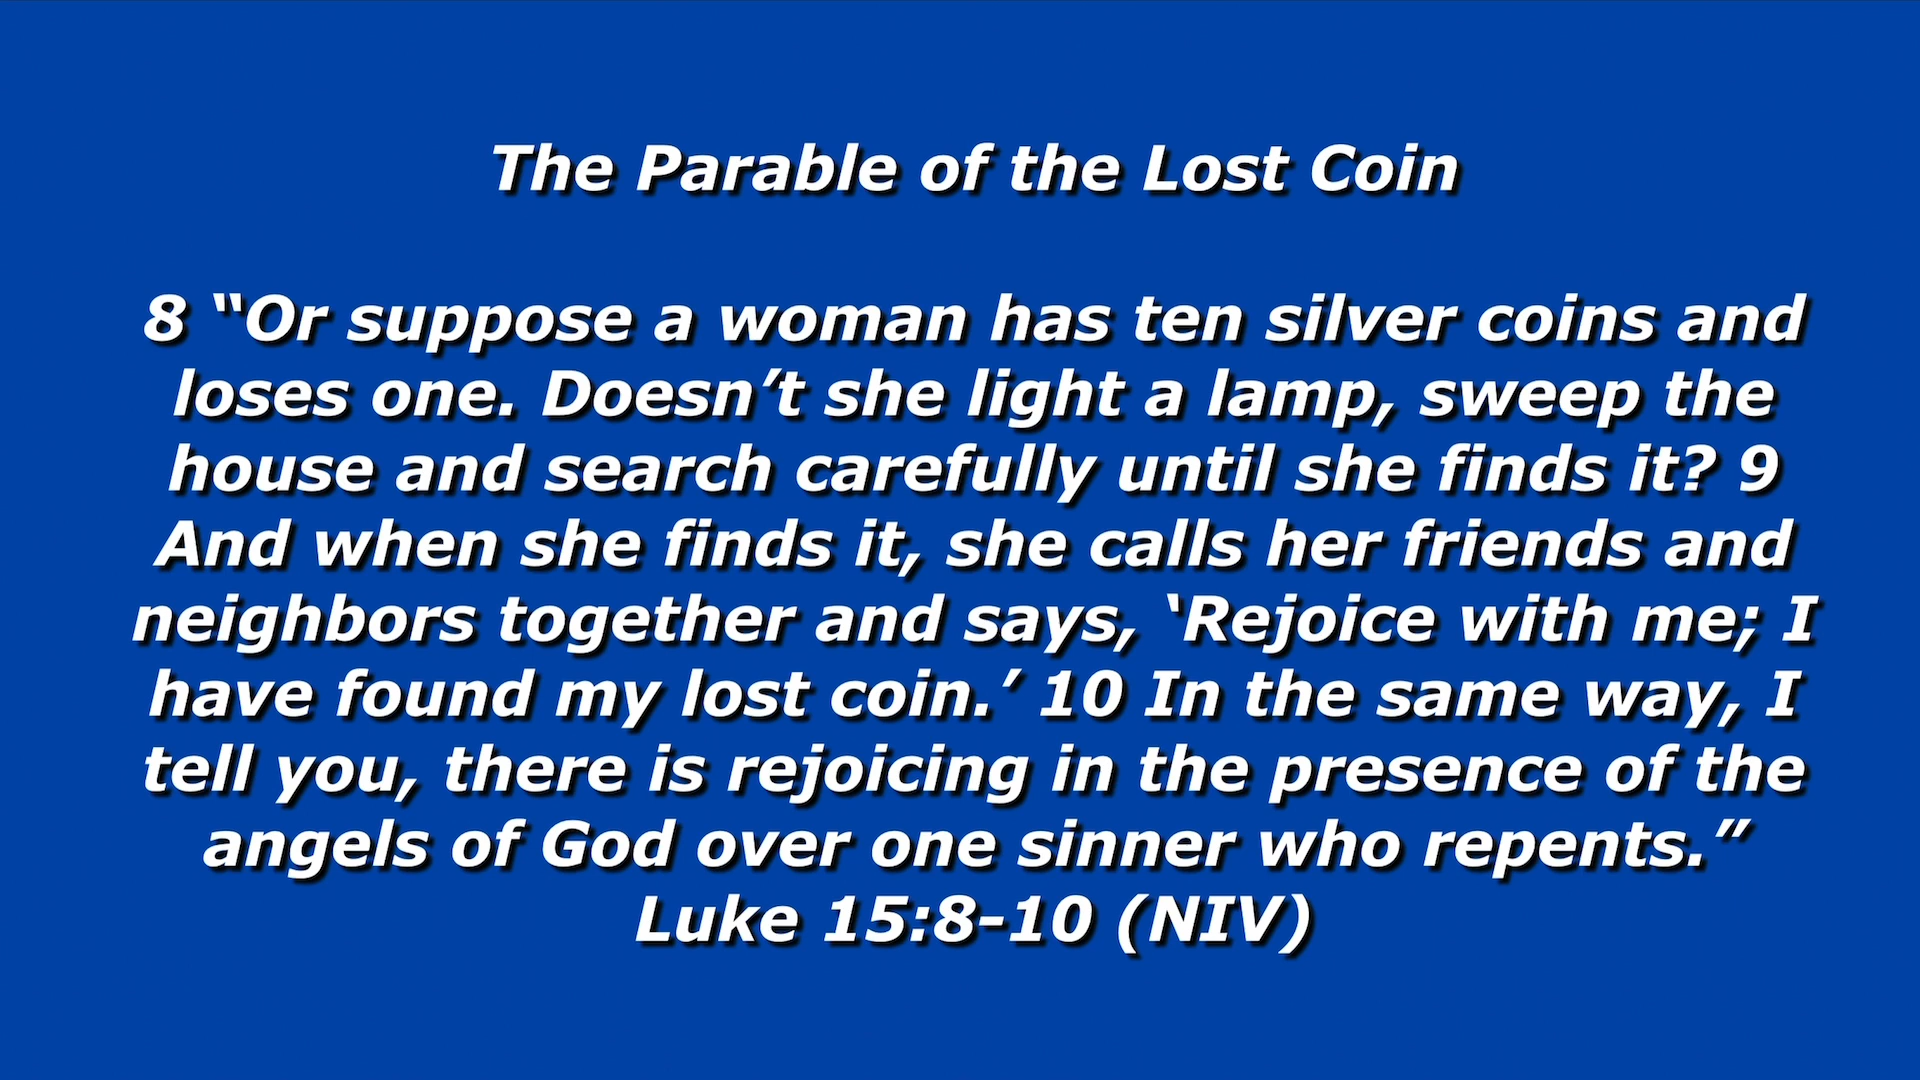 The Parable of the Lost Coin
8 “Or suppose a woman has ten silver coins and
loses one. Doesn’t she light a lamp, sweep the
house and search carefully until she finds it? 9
And when she finds it, she calls her friends and
neighbors together and says, ‘Rejoice with me; I
have found my lost coin.’ 10 In the same way, I
tell you, there is rejoicing in the presence of the
angels of God over one sinner who repents.”
Luke 15:8-10 (NIV)